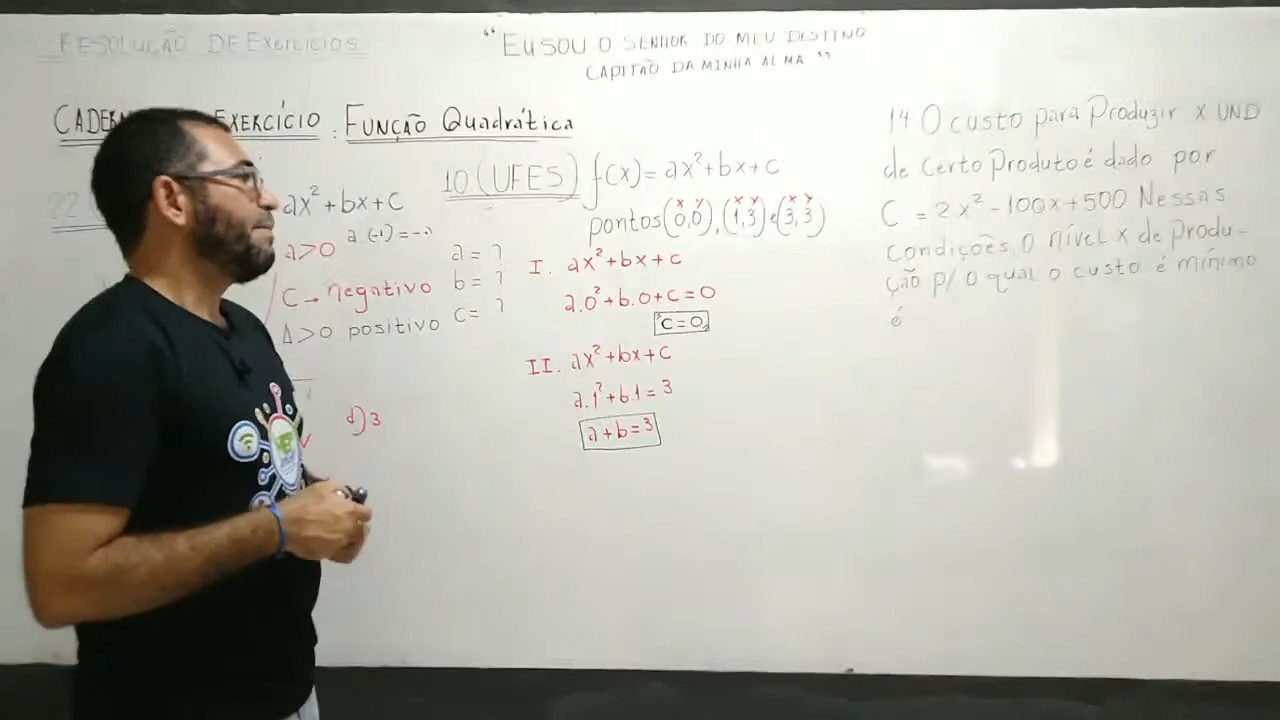 RESOLUÇÃO DE EXERCÍCIOS
"EU SOU O SENHOR DO MEU DESTINO
CAPITÃO DA MINHA ALMA"
EXERCÍCIO : FUNÇÃO Quadrática
22
ax²+bx+c
a>0
a (-1) = -a
C → negativo
Δ>0 positivo
d) 3
a = ?
b = ?
c = ?
10 (UFES) f(x) = ax²+bx+c
pontos (0,0), (1,3) e (3,3)
x y x y x y
I. ax²+bx+c
a.0²+b.0+c=0
c=0
II. ax²+bx+c
a.1²+b.1=3
a+b=3
14 O custo para Produzir x UND
de certo Produto é dado por
C = 2x²-100x+500 Nessas
Condições, O nível x de Produ-
ção p/ o qual o custo é mínimo
é